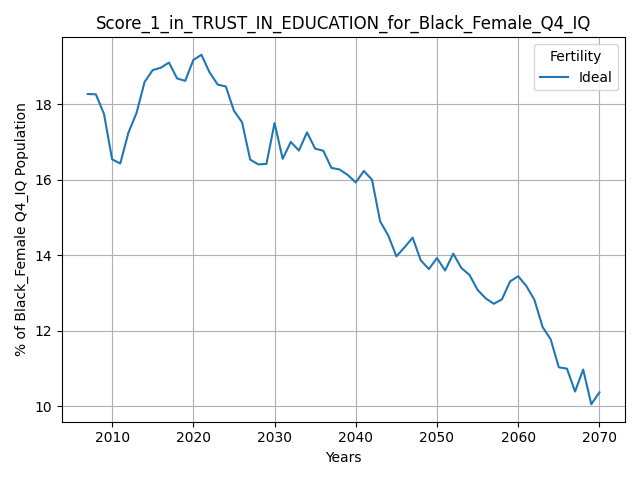 Score_1_in_TRUST_IN_EDUCATION_for_Black_Female_Q4_IQ
Fertility
Ideal
% of Black_Female Q4_IQ Population
18
16
14
12
10
2010 2020 2030 2040 2050 2060 2070
Years